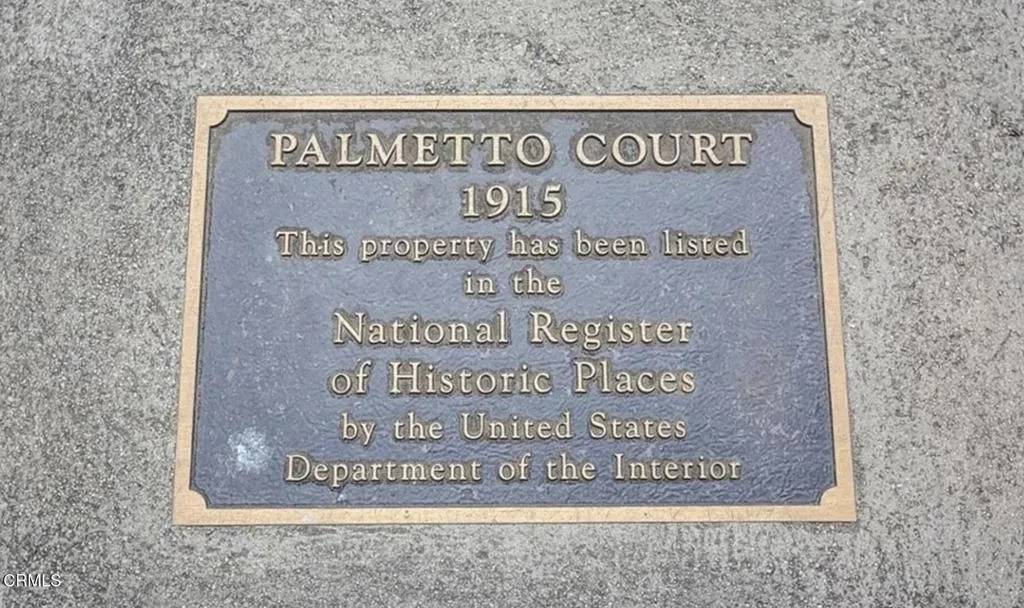 PALMETTO COURT
1915
This property has been listed
in the
National Register
of Historic Places
by the United States
Department of the Interior
CRMLS